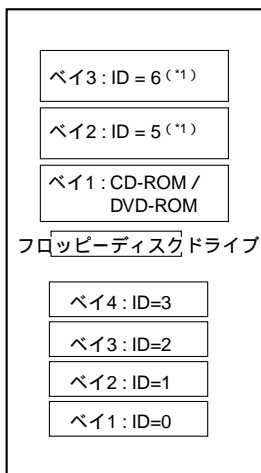 ベイ3 : ID = 6 (*1)
ベイ2 : ID = 5 (*1)
ベイ1 : CD-ROM /
DVD-ROM
フロッピーディスクドライブ
ベイ4 : ID=3
ベイ3 : ID=2
ベイ2 : ID=1
ベイ1 : ID=0